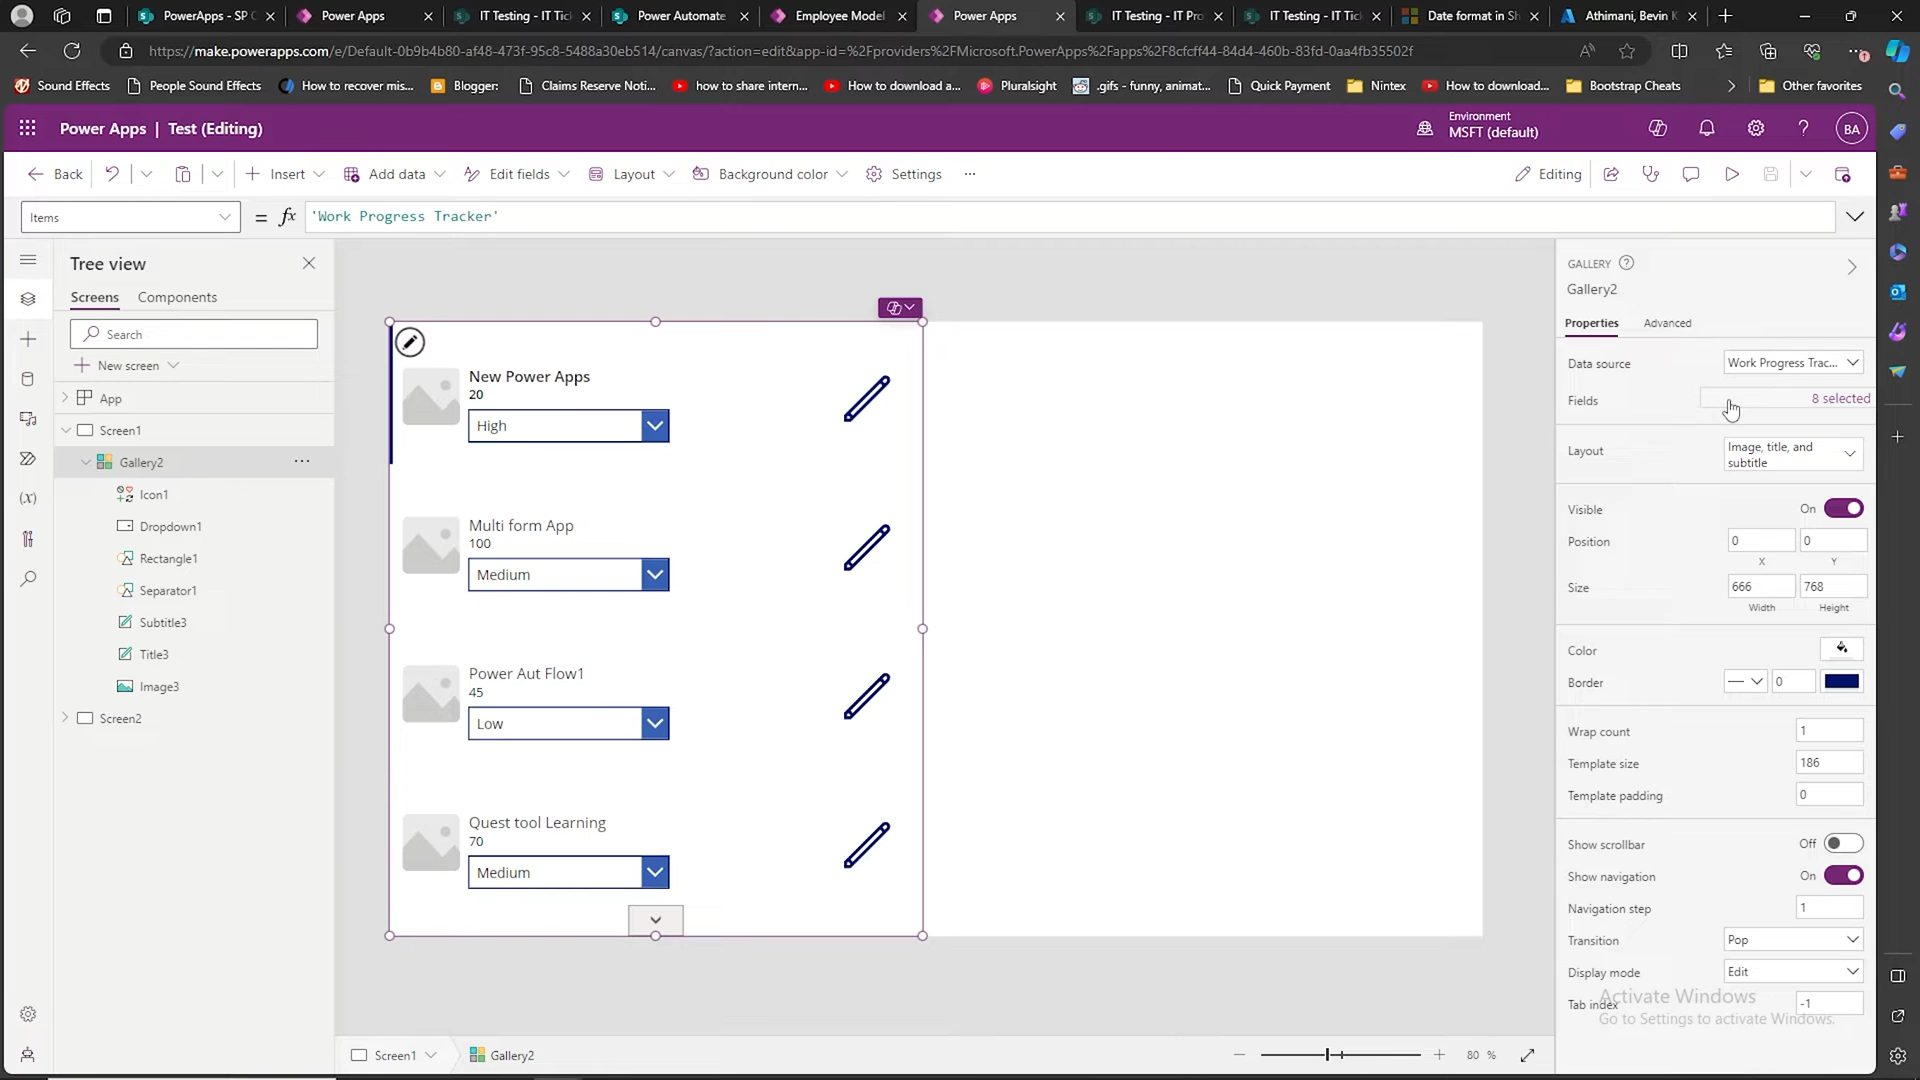 PowerApps - SP C
Power Apps
IT Testing - IT Tic
Power Automate
Employee Model
Power Apps
IT Testing - IT Pro
IT Testing - IT Tick
Date format in Sh
Athimani, Bevin K
https://make.powerapps.com/e/Default-0b9b4b80-af48-473f-95c8-5488a30eb514/canvas/?action=edit&app-id=%2Fproviders%2FMicrosoft.PowerApps%2Fapps%2F8cfcff44-84d4-460b-83fd-0aa4fb35502f
Sound Effects
People Sound Effects
How to recover mis...
Blogger:
Claims Reserve Noti...
how to share intern...
How to download a...
Pluralsight
.gifs - funny, animat...
Quick Payment
Nintex
How to download...
Bootstrap Cheats
Other favorites
Power Apps | Test (Editing)
Environment
MSFT (default)
BA
Back
Insert
Add data
Edit fields
Layout
Background color
Settings
...
Editing
Items
= fx 'Work Progress Tracker'
Tree view
Screens
Components
Search
New screen
App
Screen1
Gallery2
...
Icon1
Dropdown1
Rectangle1
Separator1
Subtitle3
Title3
Image3
Screen2
New Power Apps
20
High
Multi form App
100
Medium
Power Aut Flow1
45
Low
Quest tool Learning
70
Medium
GALLERY
Gallery2
Properties
Advanced
Data source
Work Progress Trac...
Fields
8 selected
Layout
Image, title, and
subtitle
Visible
On
Position
0
0
X
Y
Size
666
768
Width
Height
Color
Border
0
Wrap count
1
Template size
186
Template padding
0
Show scrollbar
Off
Show navigation
On
Navigation step
1
Transition
Pop
Display mode
Edit
Tab index
-1
Activate Windows
Go to Settings to activate Windows.
Screen1
Gallery2
80 %